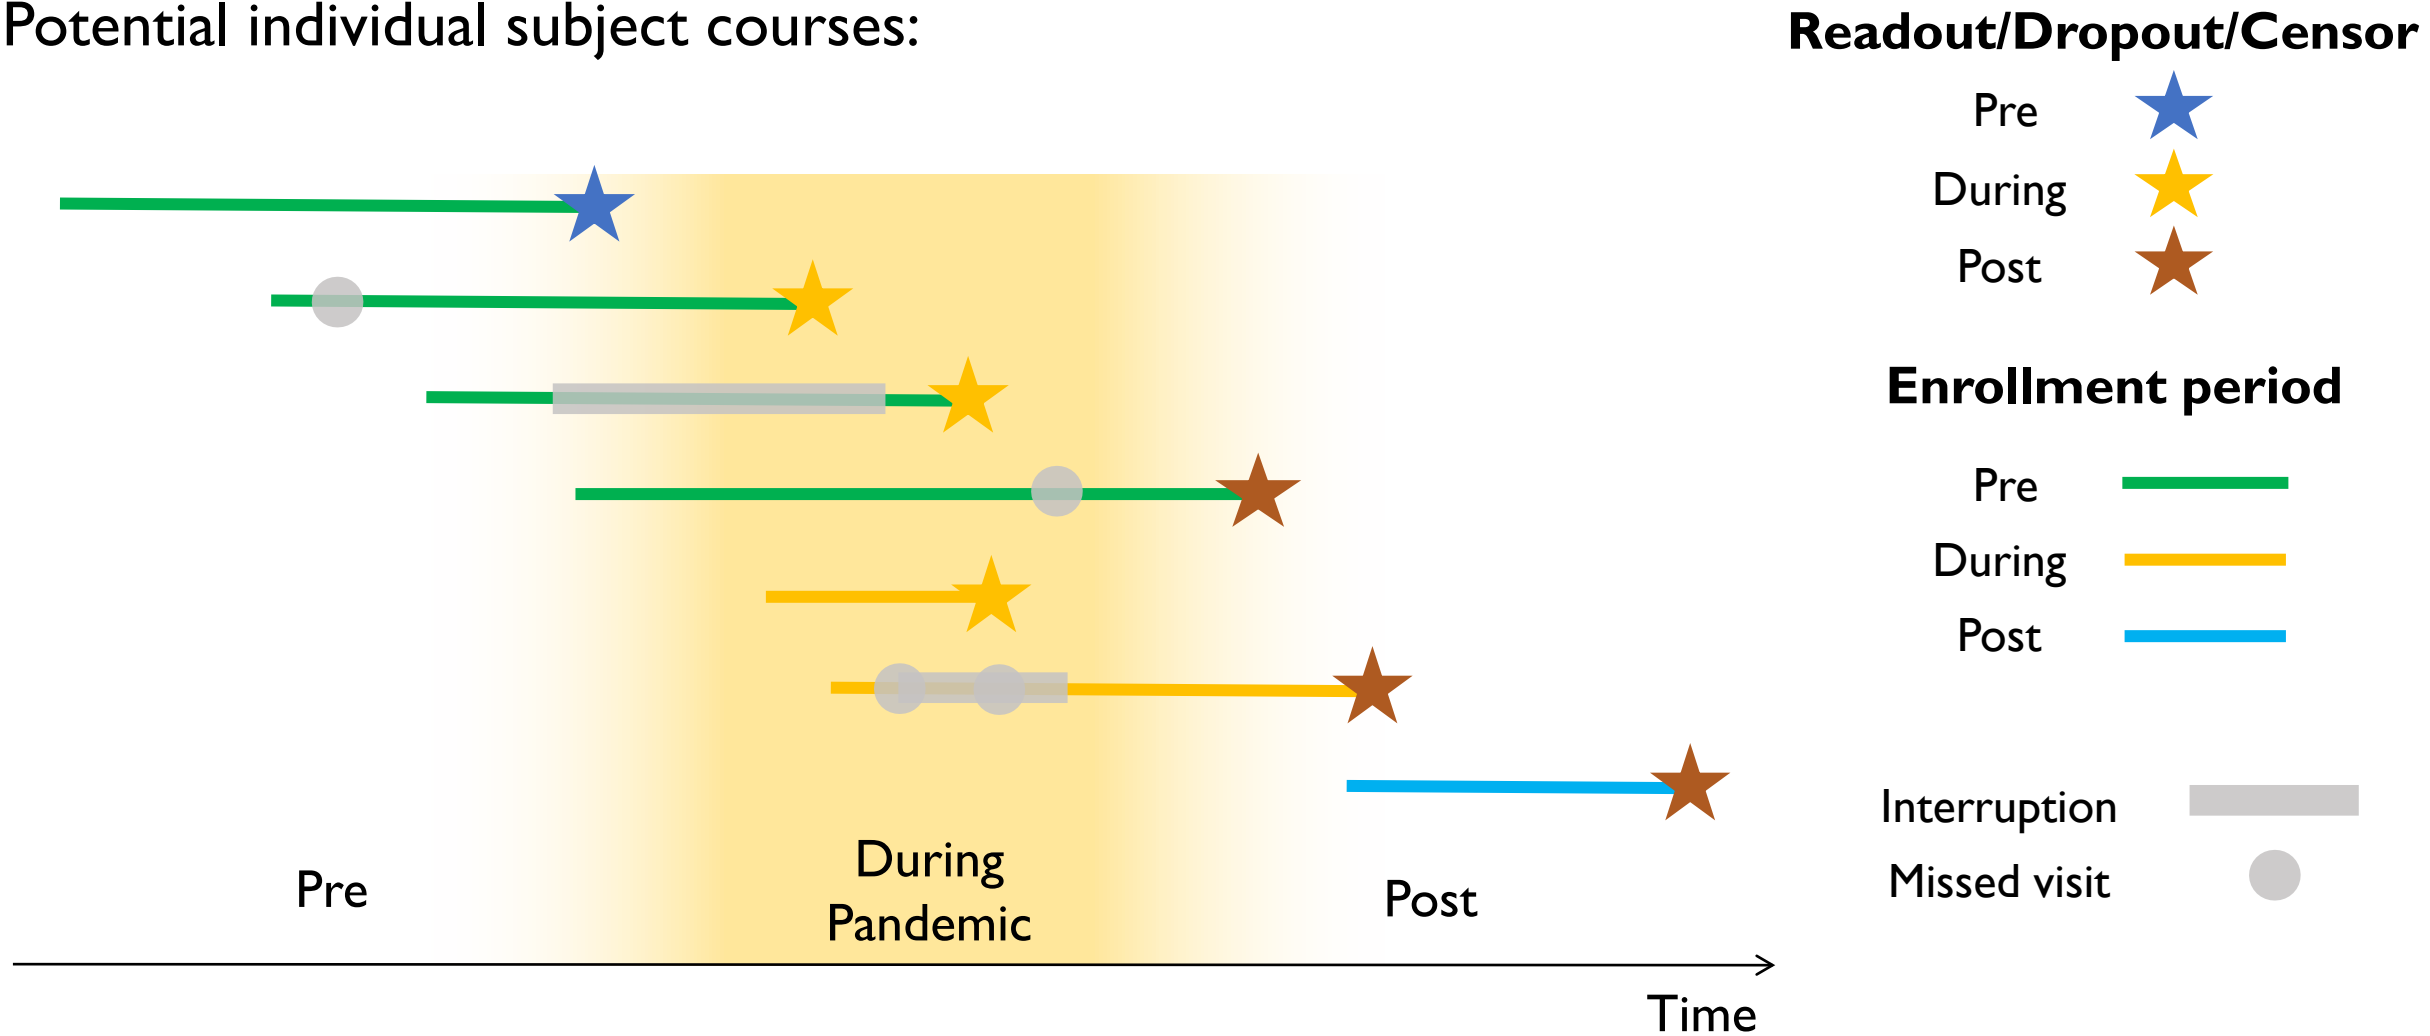 Potential individual subject courses:
Readout/Dropout/Censor
Pre
During
Post
Enrollment period
Pre
During
Post
Interruption
Missed visit
Pre
During
Pandemic
Post
Time